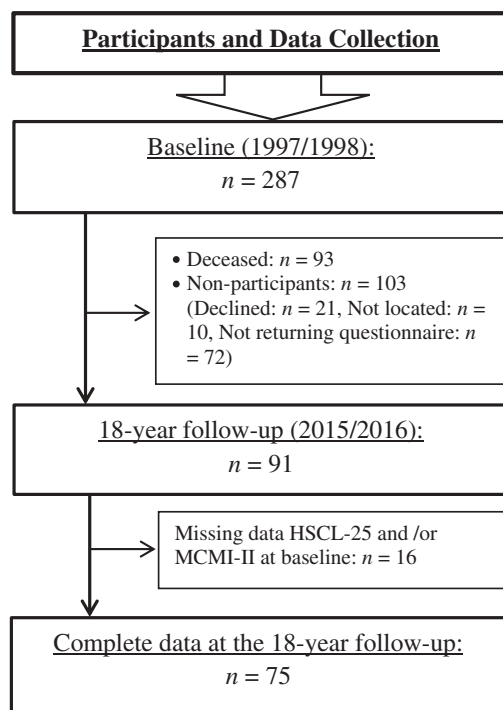 Participants and Data Collection
Baseline (1997/1998):
n = 287
• Deceased: n = 93
• Non-participants: n = 103
(Declined: n = 21, Not located: n =
10, Not returning questionnaire: n
= 72)
18-year follow-up (2015/2016):
n = 91
Missing data HSCL-25 and /or
MCMI-II at baseline: n = 16
Complete data at the 18-year follow-up:
n = 75